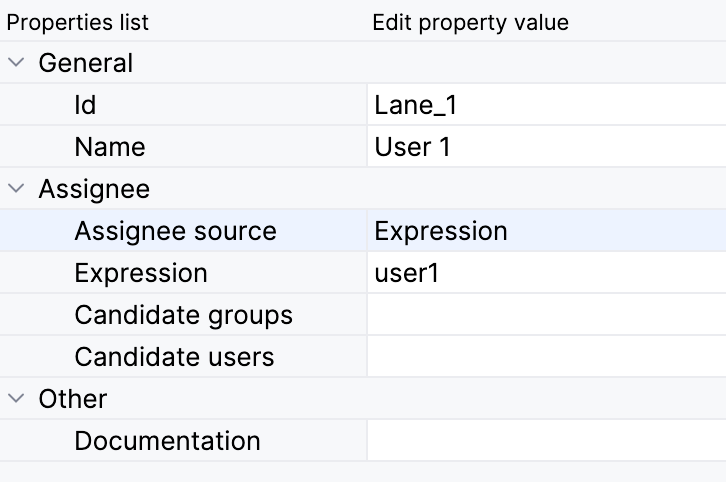 Properties list Edit property value
General
Id Lane_1
Name User 1
Assignee
Assignee source Expression
Expression user1
Candidate groups
Candidate users
Other
Documentation